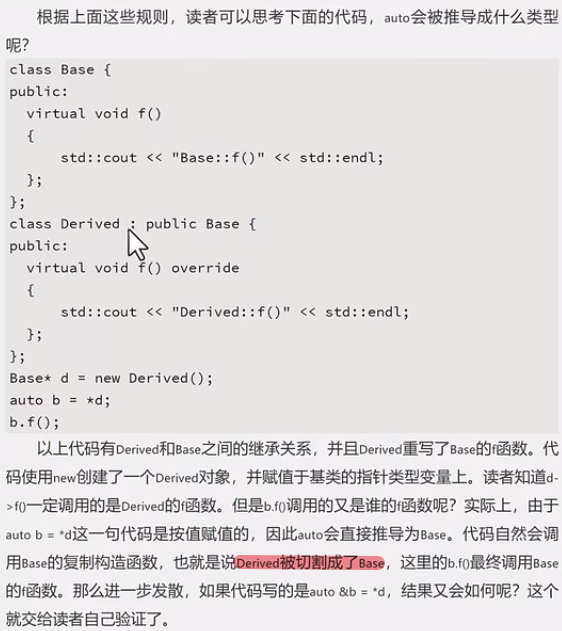 根据上面这些规则，读者可以思考下面的代码，auto会被推导成什么类型
呢？
class Base {
public:
  virtual void f()
  {
      std::cout << "Base::f()" << std::endl;
  };
};
class Derived : public Base {
public:
  virtual void f() override
  {
      std::cout << "Derived::f()" << std::endl;
  };
};
Base* d = new Derived();
auto b = *d;
b.f();
以上代码有Derived和Base之间的继承关系，并且Derived重写了Base的f函数。代
码使用new创建了一个Derived对象，并赋值于基类的指针类型变量上。读者知道d-
>f()一定调用的是Derived的f函数。但是b.f()调用的又是谁的f函数呢？实际上，由于
auto b = *d这一句代码是按值赋值的，因此auto会直接推导为Base。代码自然会调
用Base的复制构造函数，也就是说Derived被切割成了Base，这里的b.f()最终调用Base
的f函数。那么进一步发散，如果代码写的是auto &b = *d，结果又会如何呢？这个
就交给读者自己验证了。